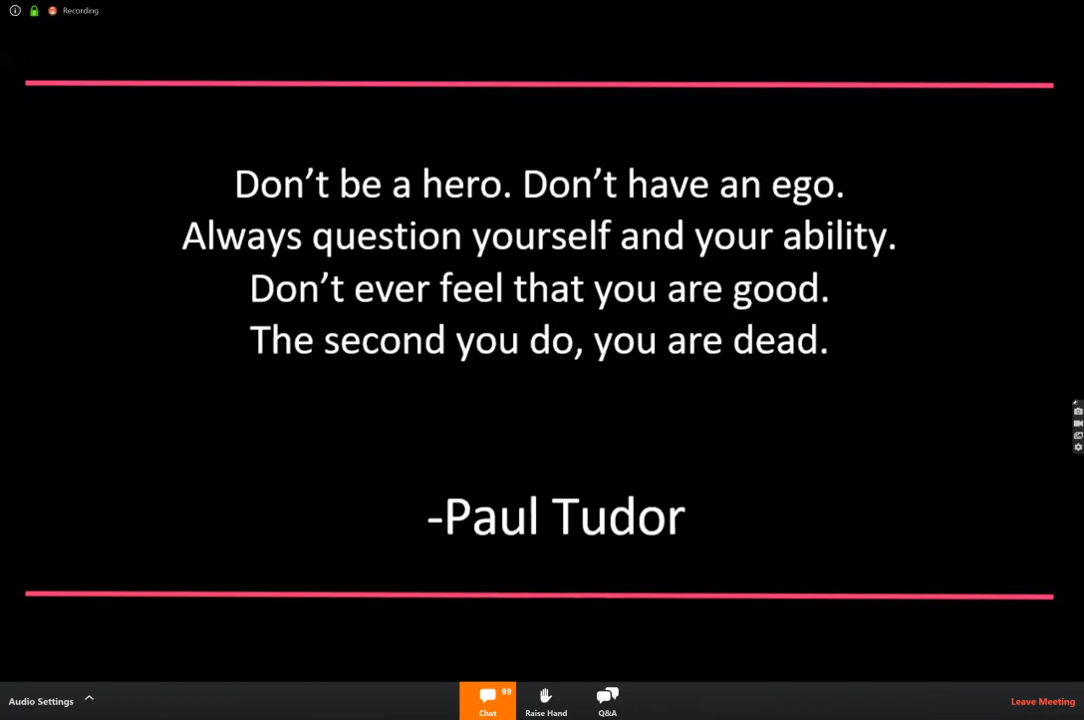 Recording
Don’t be a hero. Don’t have an ego.
Always question yourself and your ability.
Don’t ever feel that you are good.
The second you do, you are dead.
-Paul Tudor
Audio Settings
99
Chat
Raise Hand
Q&A
Leave Meeting